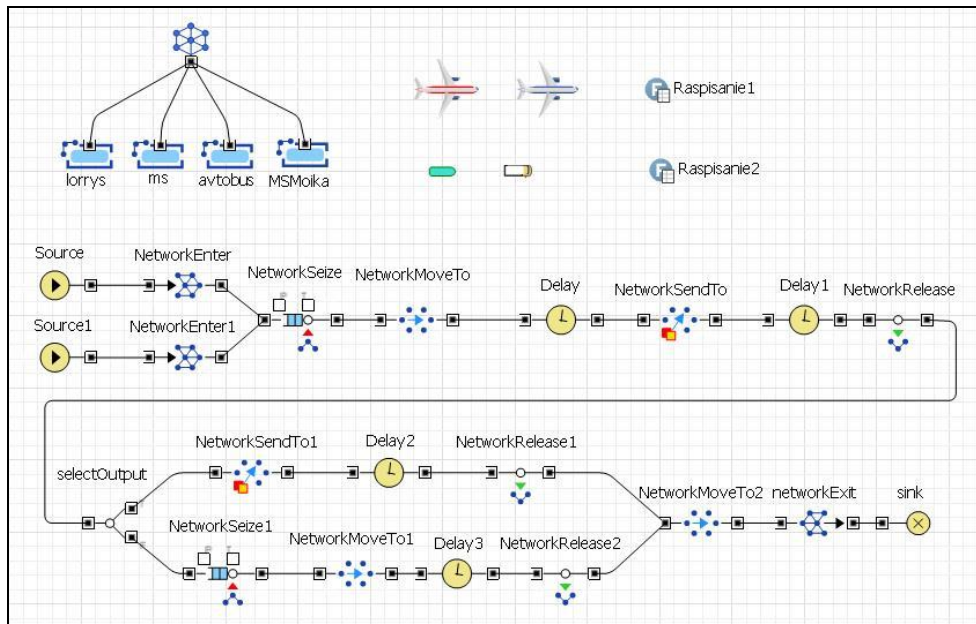 Raspisanie1
lorrys ms avtobus MSMoika
Raspisanie2
Source NetworkEnter
NetworkSeize NetworkMoveTo Delay NetworkSendTo Delay1 NetworkRelease
Source1 NetworkEnter1
NetworkSendTo1 Delay2 NetworkRelease1
selectOutput
NetworkMoveTo2 networkExit sink
NetworkSeize1 NetworkMoveTo1 Delay3 NetworkRelease2